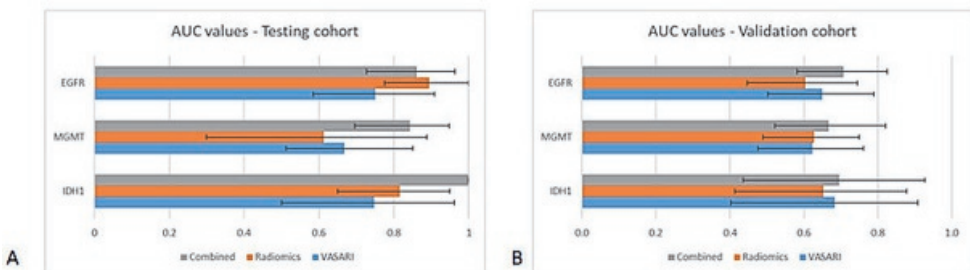 AUC values - Testing cohort
EGFR
MGMT
IDH1
0 0.2 0.4 0.6 0.8 1
Combined Radiomics VASARI
A
AUC values - Validation cohort
EGFR
MGMT
IDH1
0.0 0.2 0.4 0.6 0.8 1.0
Combined Radiomics VASARI
B